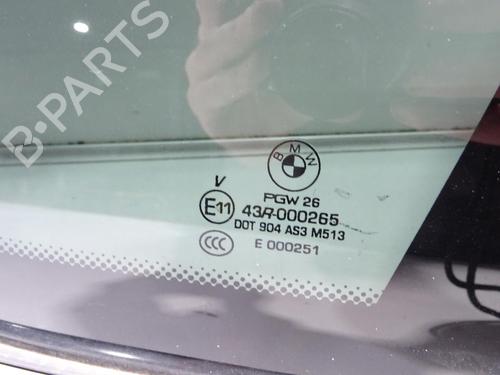 B-PARTS
BMW
PGW 26
V
E11 43R-000265
DOT 904 AS3 M513
CCC E 000251